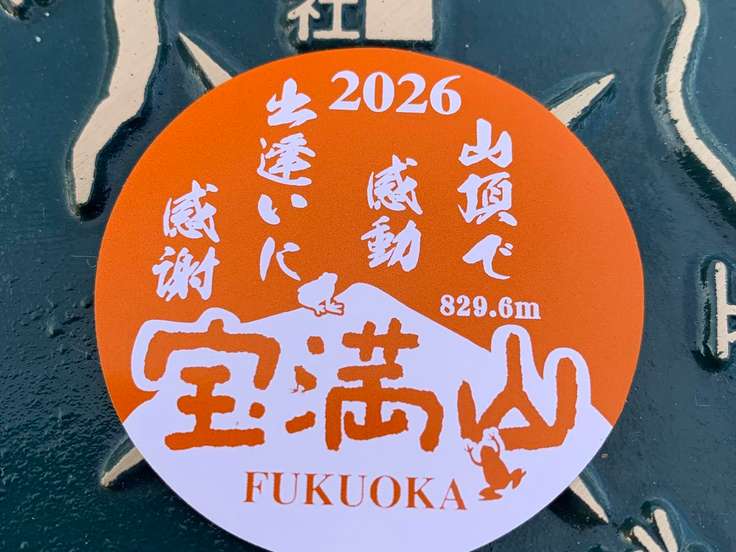 社
2026
山頂で
感動
出逢いに
感謝
829.6m
宝満山
FUKUOKA